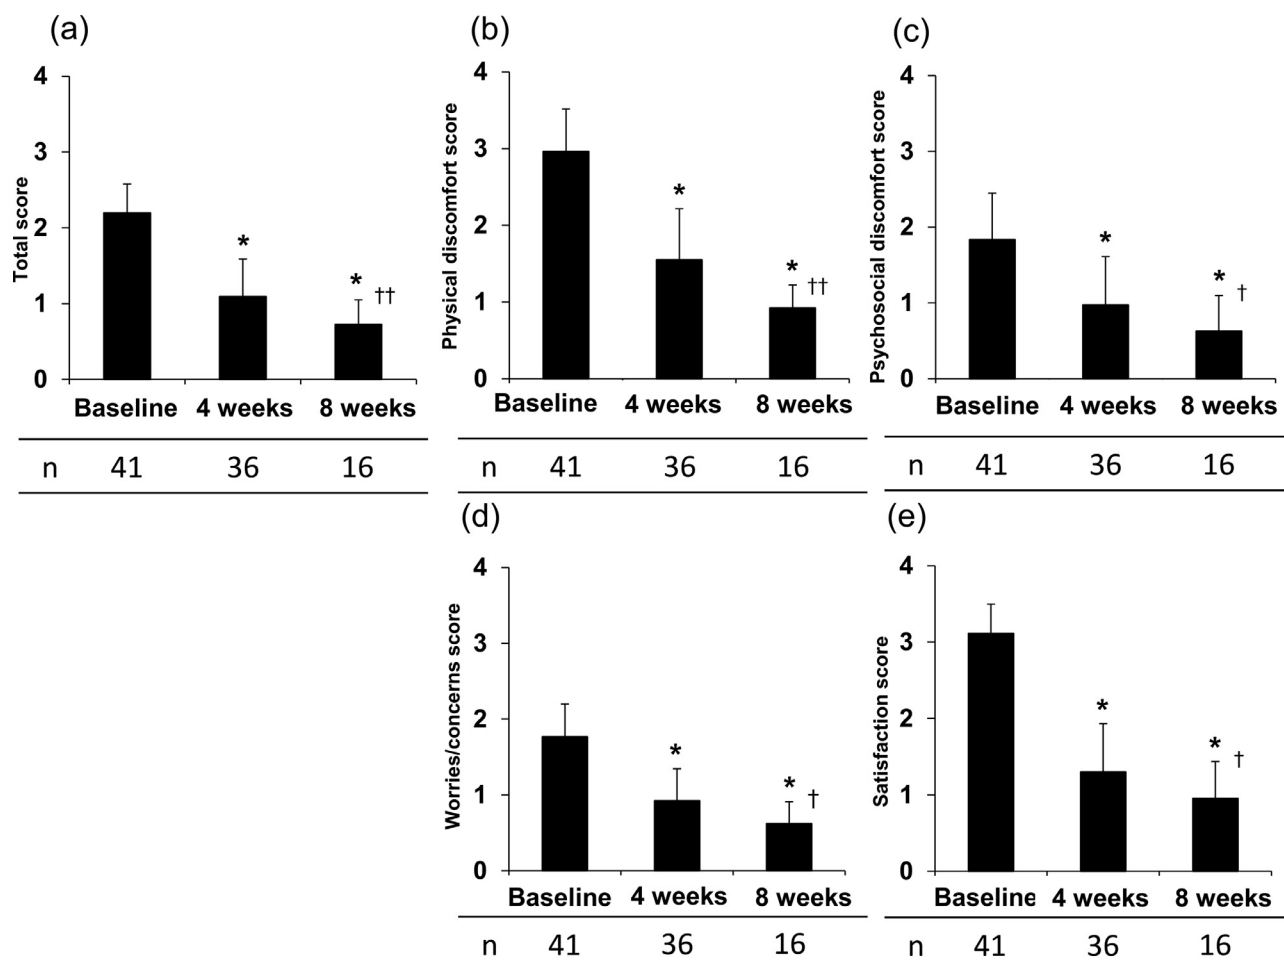 (a)
Total score
4
3
2
1
0
*
*
††
Baseline 4 weeks 8 weeks
n 41 36 16
(b)
Physical discomfort score
4
3
2
1
0
*
*
††
Baseline 4 weeks 8 weeks
n 41 36 16
(c)
Psychosocial discomfort score
4
3
2
1
0
*
*
†
Baseline 4 weeks 8 weeks
n 41 36 16
(d)
Worries/concerns score
4
3
2
1
0
*
*
†
Baseline 4 weeks 8 weeks
n 41 36 16
(e)
Satisfaction score
4
3
2
1
0
*
*
†
Baseline 4 weeks 8 weeks
n 41 36 16